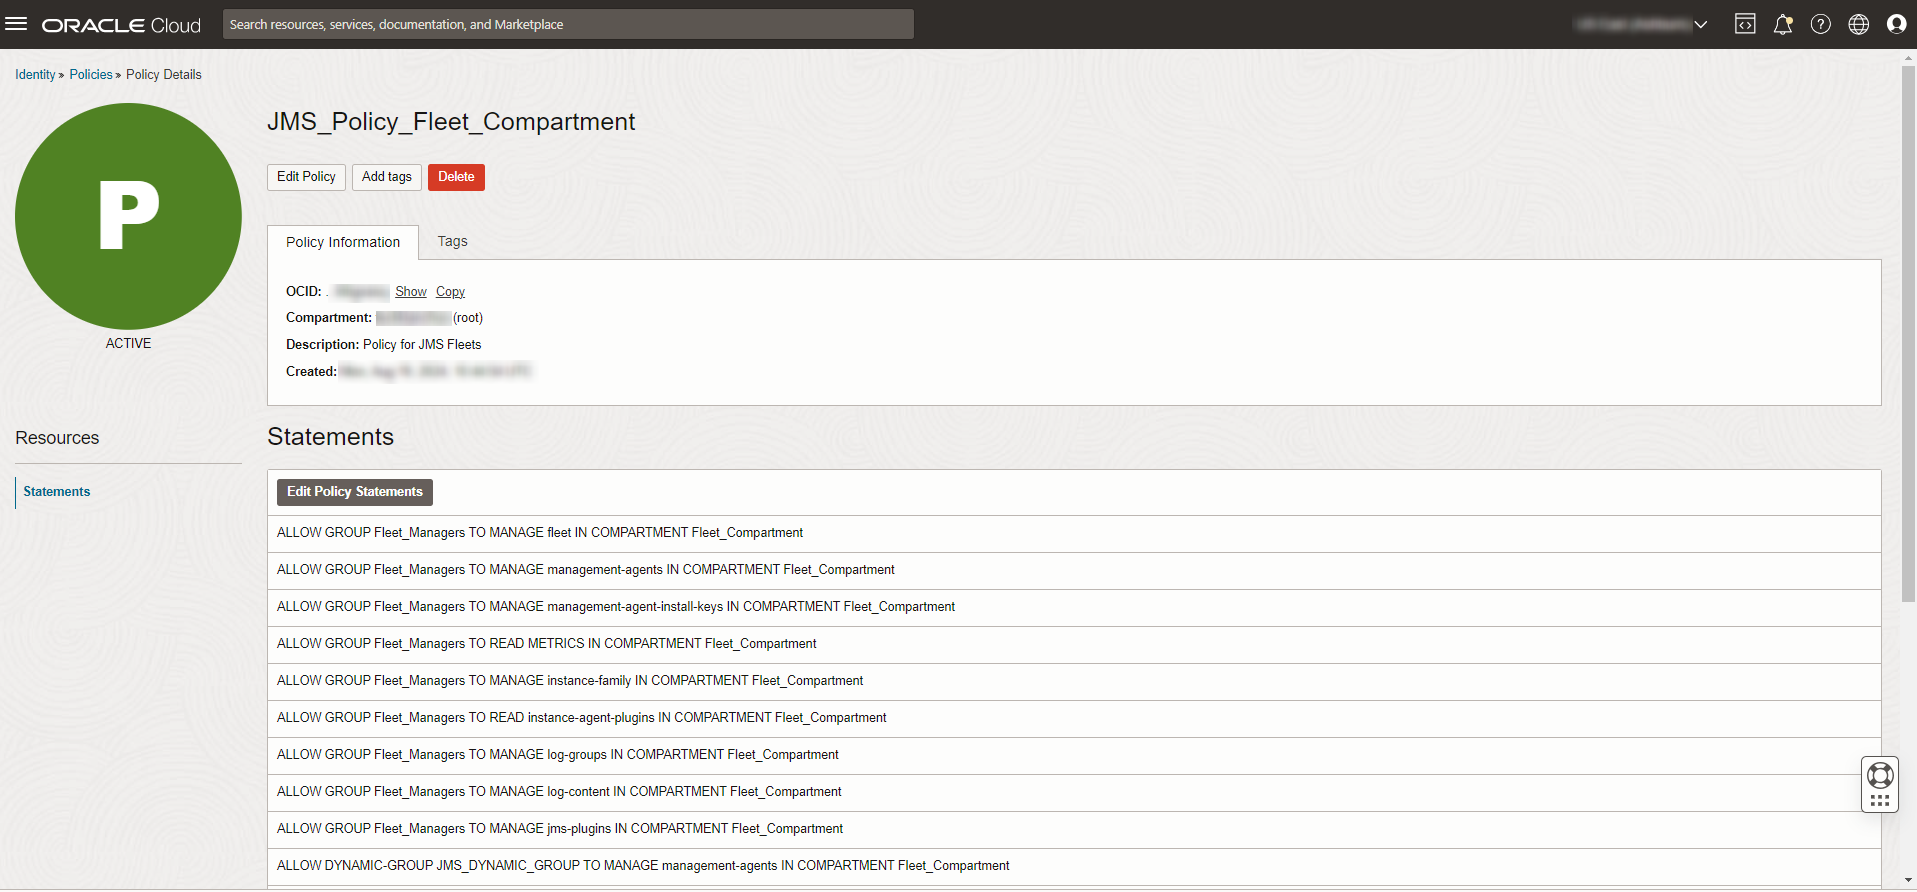 ORACLE Cloud
Search resources, services, documentation, and Marketplace
Identity » Policies » Policy Details
P
ACTIVE
JMS_Policy_Fleet_Compartment
Edit Policy
Add tags
Delete
Policy Information
Tags
OCID: . Show Copy
Compartment: (root)
Description: Policy for JMS Fleets
Created:
Resources
Statements
Statements
Edit Policy Statements
ALLOW GROUP Fleet_Managers TO MANAGE fleet IN COMPARTMENT Fleet_Compartment
ALLOW GROUP Fleet_Managers TO MANAGE management-agents IN COMPARTMENT Fleet_Compartment
ALLOW GROUP Fleet_Managers TO MANAGE management-agent-install-keys IN COMPARTMENT Fleet_Compartment
ALLOW GROUP Fleet_Managers TO READ METRICS IN COMPARTMENT Fleet_Compartment
ALLOW GROUP Fleet_Managers TO MANAGE instance-family IN COMPARTMENT Fleet_Compartment
ALLOW GROUP Fleet_Managers TO READ instance-agent-plugins IN COMPARTMENT Fleet_Compartment
ALLOW GROUP Fleet_Managers TO MANAGE log-groups IN COMPARTMENT Fleet_Compartment
ALLOW GROUP Fleet_Managers TO MANAGE log-content IN COMPARTMENT Fleet_Compartment
ALLOW GROUP Fleet_Managers TO MANAGE jms-plugins IN COMPARTMENT Fleet_Compartment
ALLOW DYNAMIC-GROUP JMS_DYNAMIC_GROUP TO MANAGE management-agents IN COMPARTMENT Fleet_Compartment